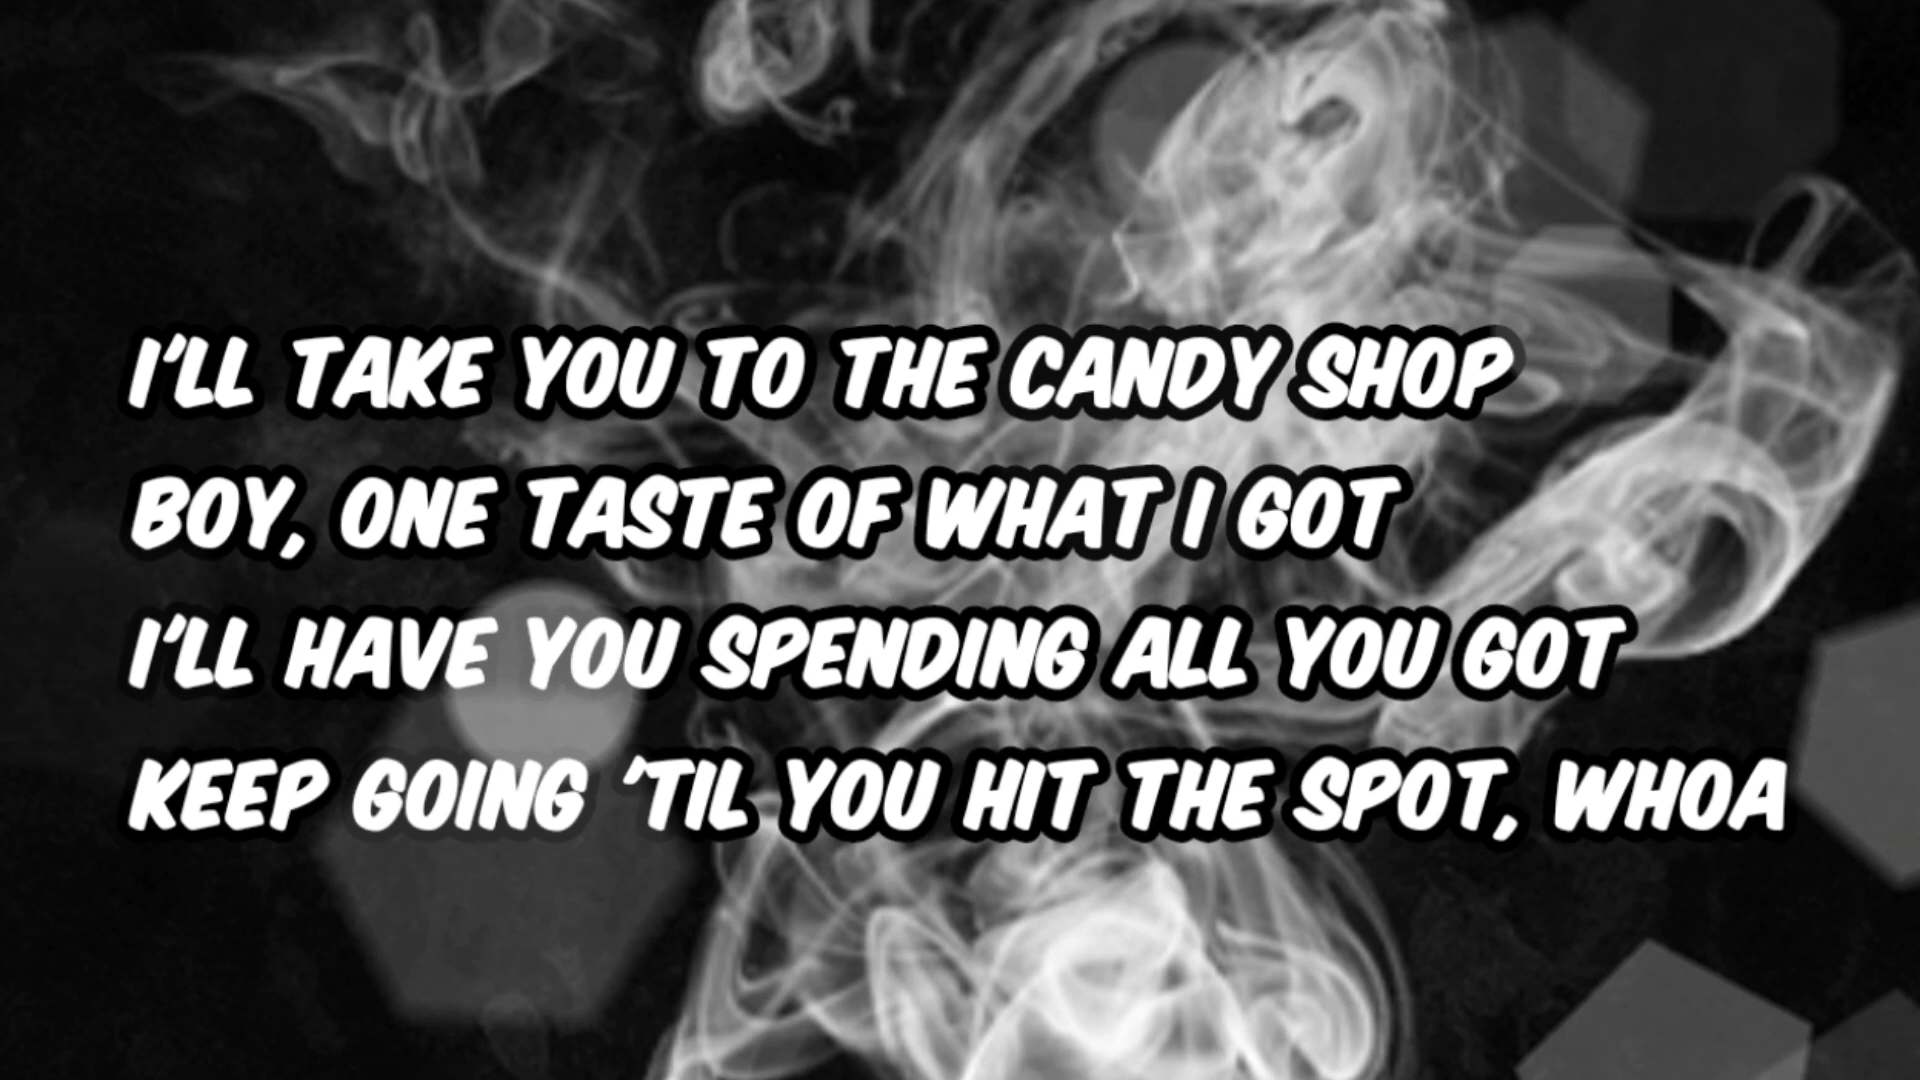 I'LL TAKE YOU TO THE CANDY SHOP
BOY, ONE TASTE OF WHAT I GOT
I'LL HAVE YOU SPENDING ALL YOU GOT
KEEP GOING 'TIL YOU HIT THE SPOT, WHOA